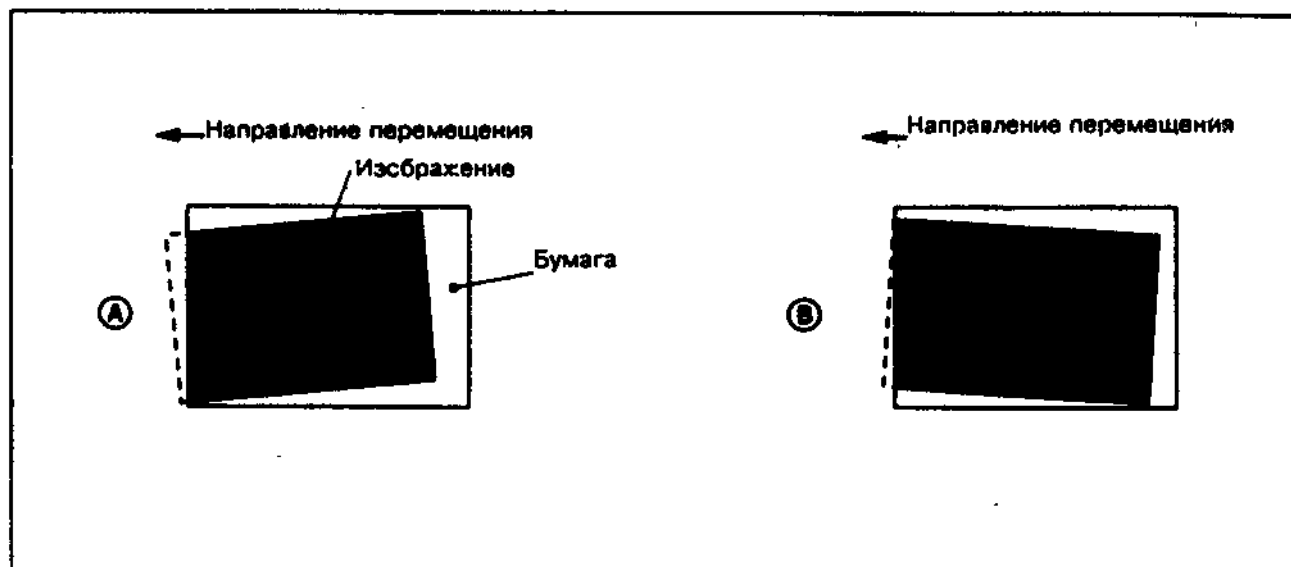 Направление перемещения
Изсбражение
Бумага
A
Направление перемещения
B